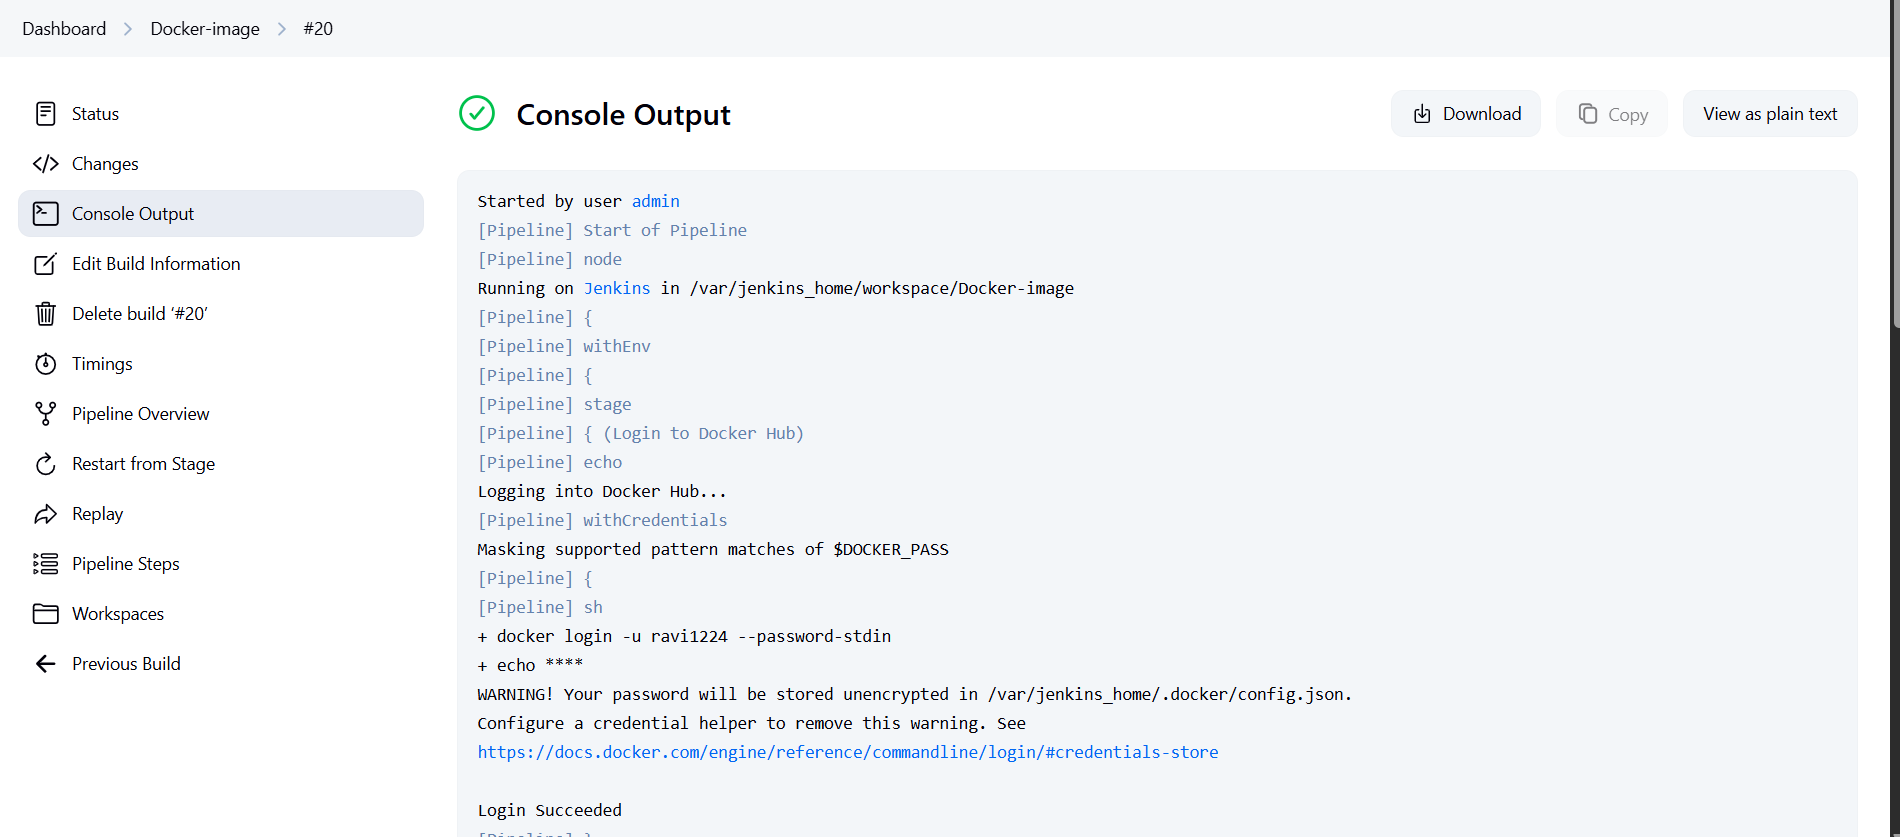 Dashboard > Docker-image > #20
Status
Changes
Console Output
Edit Build Information
Delete build ‘#20’
Timings
Pipeline Overview
Restart from Stage
Replay
Pipeline Steps
Workspaces
Previous Build
Console Output
Download
Copy
View as plain text
Started by user admin
[Pipeline] Start of Pipeline
[Pipeline] node
Running on Jenkins in /var/jenkins_home/workspace/Docker-image
[Pipeline] {
[Pipeline] withEnv
[Pipeline] {
[Pipeline] stage
[Pipeline] { (Login to Docker Hub)
[Pipeline] echo
Logging into Docker Hub...
[Pipeline] withCredentials
Masking supported pattern matches of $DOCKER_PASS
[Pipeline] {
[Pipeline] sh
+ docker login -u ravi1224 --password-stdin
+ echo ****
WARNING! Your password will be stored unencrypted in /var/jenkins_home/.docker/config.json.
Configure a credential helper to remove this warning. See
https://docs.docker.com/engine/reference/commandline/login/#credentials-store
Login Succeeded
[Pipeline] }